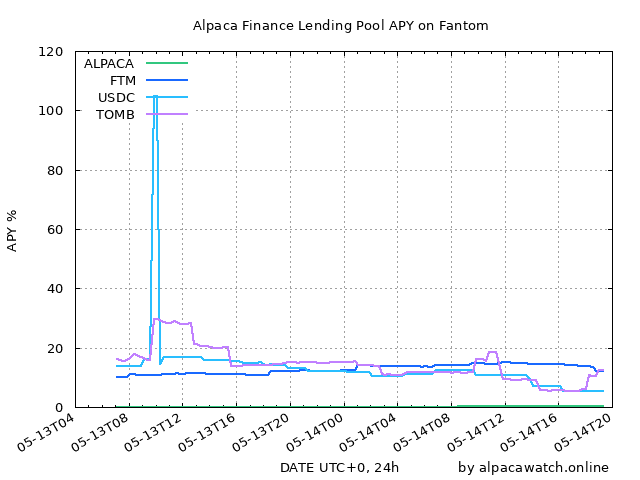 Alpaca Finance Lending Pool APY on Fantom
120
100
80
60
40
20
0
APY %
ALPACA
FTM
USDC
TOMB
05-13T04
05-13T08
05-13T12
05-13T16
05-13T20
05-14T00
05-14T04
05-14T08
05-14T12
05-14T16
05-14T20
DATE UTC+0, 24h
by alpacawatch.online